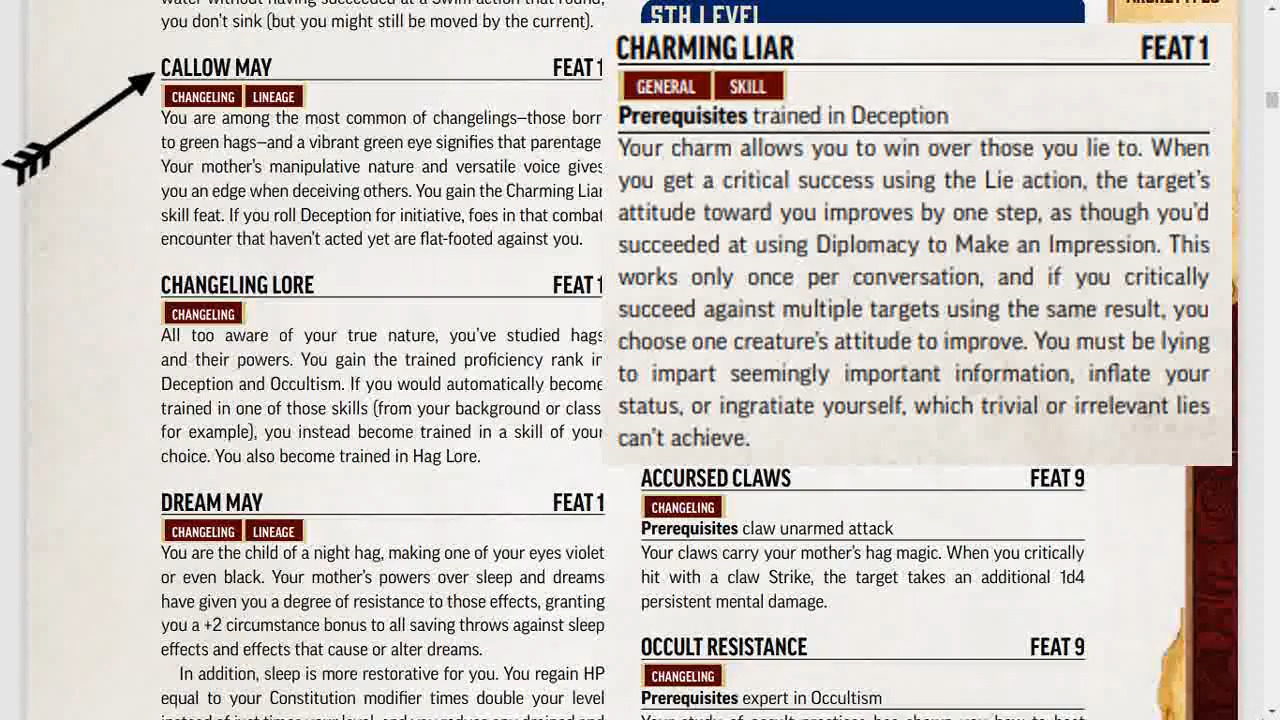 water without having succeeded at a Swim action that round,
you don't sink (but you might still be moved by the current).
CALLOW MAY FEAT 1
CHANGELING LINEAGE
You are among the most common of changelings—those born
to green hags—and a vibrant green eye signifies that parentage
Your mother's manipulative nature and versatile voice gives
you an edge when deceiving others. You gain the Charming Liar
skill feat. If you roll Deception for initiative, foes in that combat
encounter that haven't acted yet are flat-footed against you.
CHANGELING LORE FEAT 1
CHANGELING
All too aware of your true nature, you've studied hags
and their powers. You gain the trained proficiency rank in
Deception and Occultism. If you would automatically become
trained in one of those skills (from your background or class
for example), you instead become trained in a skill of your
choice. You also become trained in Hag Lore.
DREAM MAY FEAT 1
CHANGELING LINEAGE
You are the child of a night hag, making one of your eyes violet
or even black. Your mother's powers over sleep and dreams
have given you a degree of resistance to those effects, granting
you a +2 circumstance bonus to all saving throws against sleep
effects and effects that cause or alter dreams.
In addition, sleep is more restorative for you. You regain HP
equal to your Constitution modifier times double your level
5TH LEVEL
ARCHETYPES
CHARMING LIAR FEAT 1
GENERAL SKILL
Prerequisites trained in Deception
Your charm allows you to win over those you lie to. When
you get a critical success using the Lie action, the target's
attitude toward you improves by one step, as though you'd
succeeded at using Diplomacy to Make an Impression. This
works only once per conversation, and if you critically
succeed against multiple targets using the same result, you
choose one creature's attitude to improve. You must be lying
to impart seemingly important information, inflate your
status, or ingratiate yourself, which trivial or irrelevant lies
can't achieve.
ACCURSED CLAWS FEAT 9
CHANGELING
Prerequisites claw unarmed attack
Your claws carry your mother's hag magic. When you critically
hit with a claw Strike, the target takes an additional 1d4
persistent mental damage.
OCCULT RESISTANCE FEAT 9
CHANGELING
Prerequisites expert in Occultism